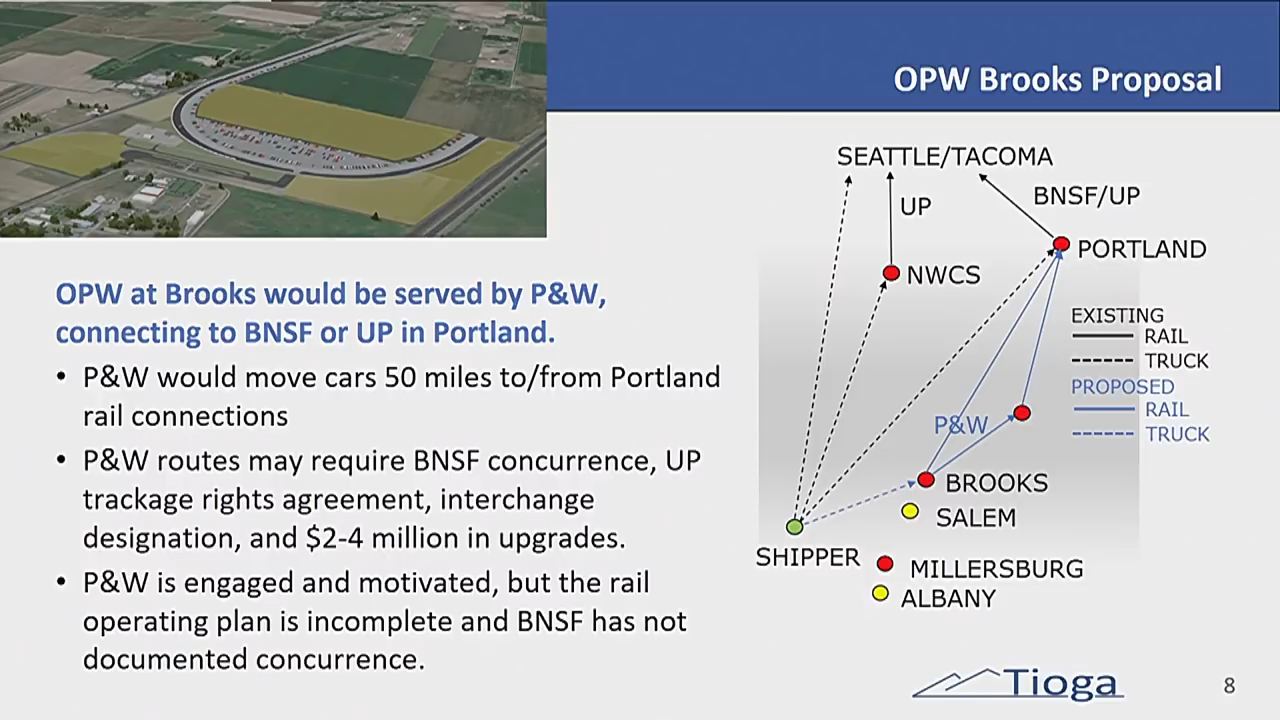 OPW Brooks Proposal
OPW at Brooks would be served by P&W,
connecting to BNSF or UP in Portland.
• P&W would move cars 50 miles to/from Portland
rail connections
• P&W routes may require BNSF concurrence, UP
trackage rights agreement, interchange
designation, and $2-4 million in upgrades.
• P&W is engaged and motivated, but the rail
operating plan is incomplete and BNSF has not
documented concurrence.
SEATTLE/TACOMA
BNSF/UP
UP
PORTLAND
NWCS
EXISTING
RAIL
TRUCK
PROPOSED
RAIL
TRUCK
P&W
BROOKS
SALEM
SHIPPER
MILLERSBURG
ALBANY
Tioga
8